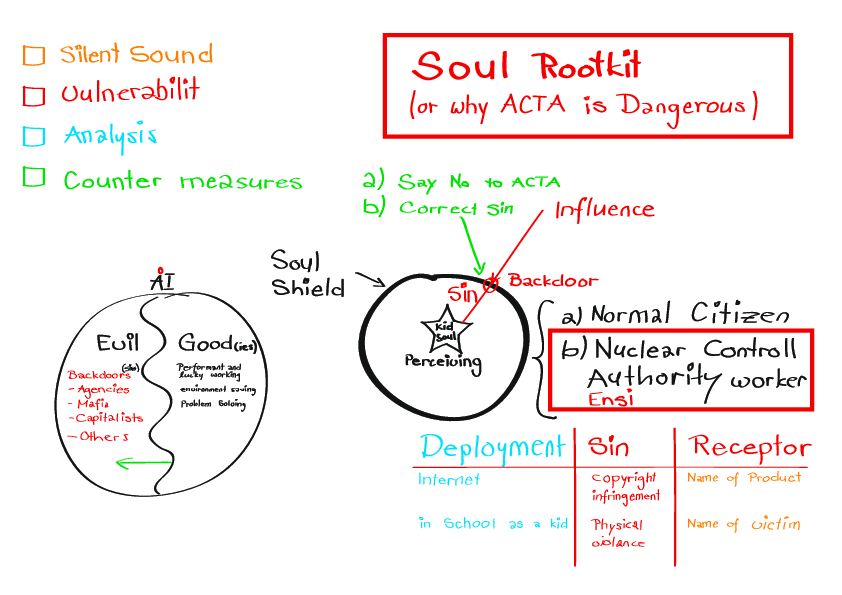 Silent Sound
Vulnerabilit
Analysis
Counter measures
Soul Rootkit
(or why ACTA is Dangerous)
a) Say No to ACTA
b) Correct Sin
Influence
Soul
Shield
Backdoor
Sin
Kid
Soul
Perceiving
a) Normal Citizen
b) Nuclear Controll
Authority worker
Ensi
AI
Evil
(sin)
Backdoors
- Agencies
- Mafia
- Capitalists
- Others
Good(ies)
Performant and
lucky working
environment saving
Problem Solving
Deployment Sin Receptor
Internet
Copyright
infringement
Name of Product
in School as a kid
Physical
violance
Name of victim